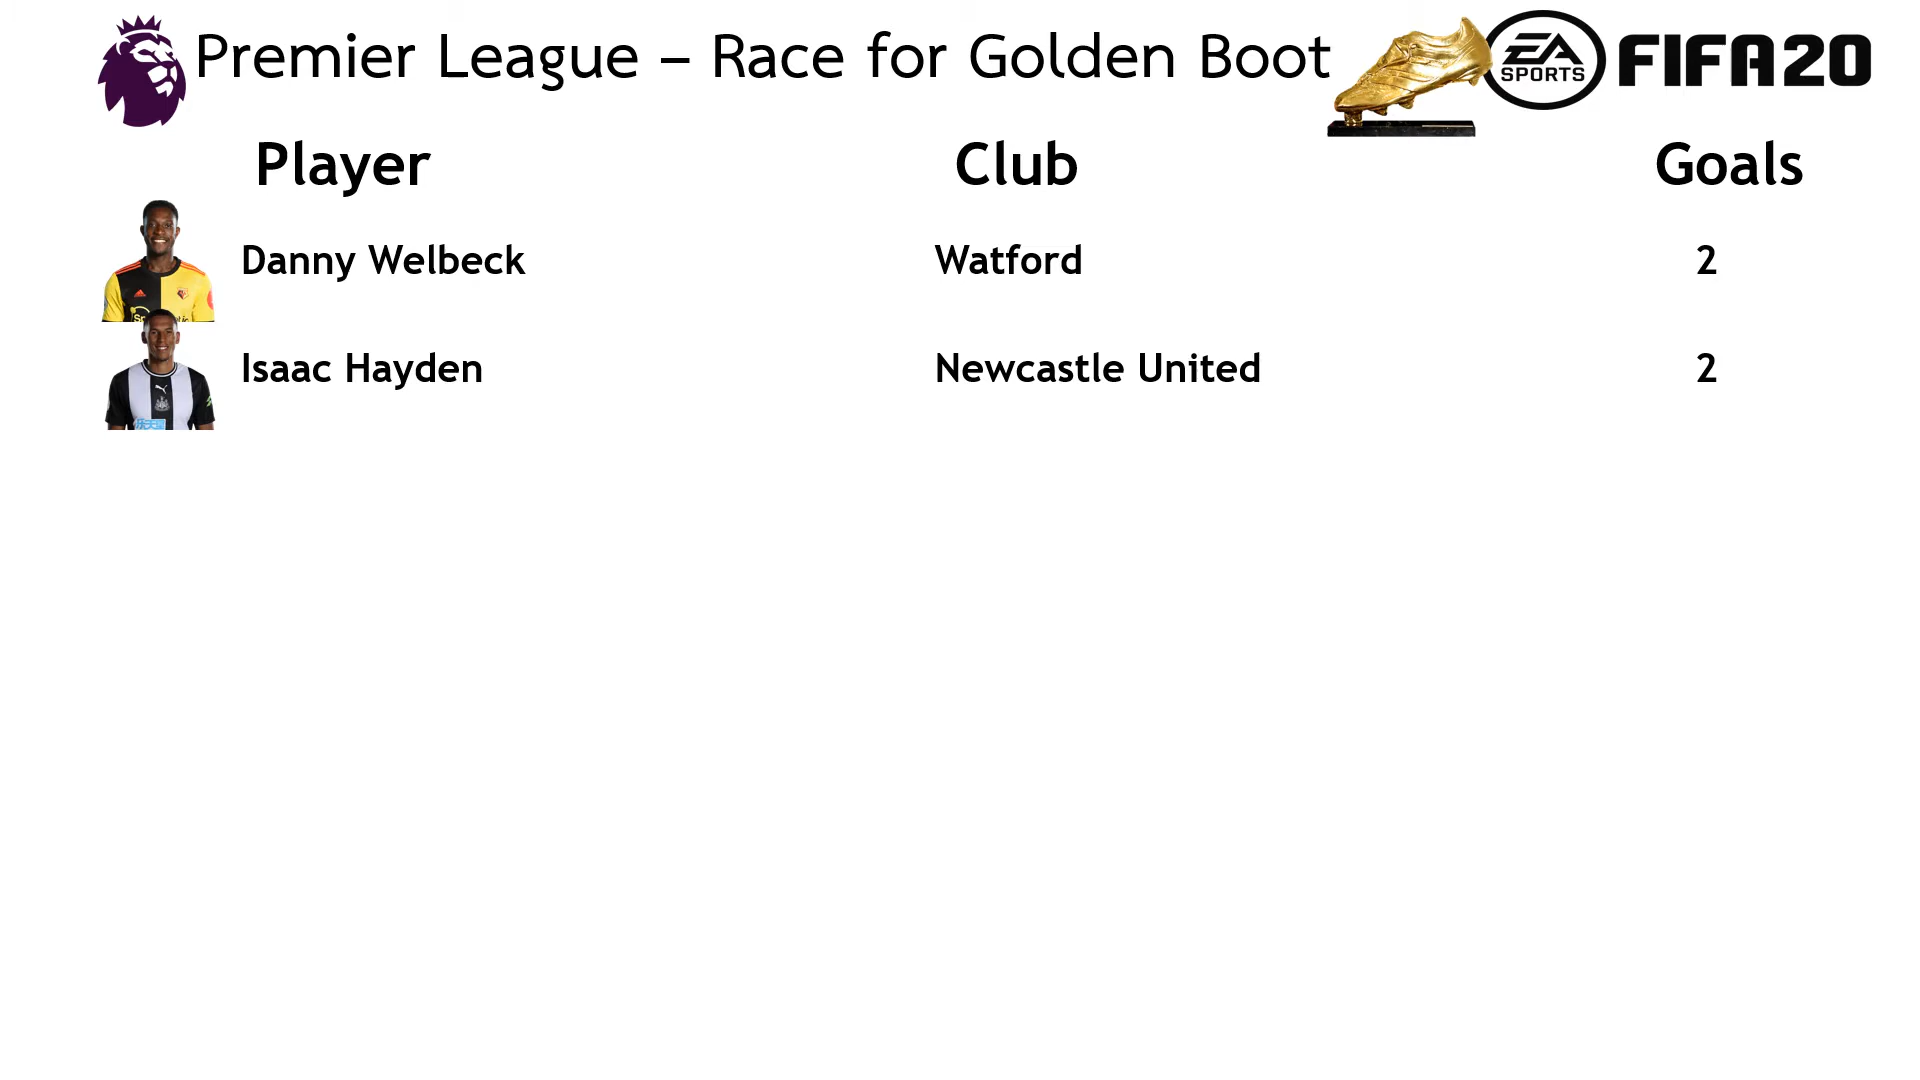 Premier League – Race for Golden Boot
EA SPORTS FIFA20
Player Club Goals
Danny Welbeck Watford 2
Isaac Hayden Newcastle United 2